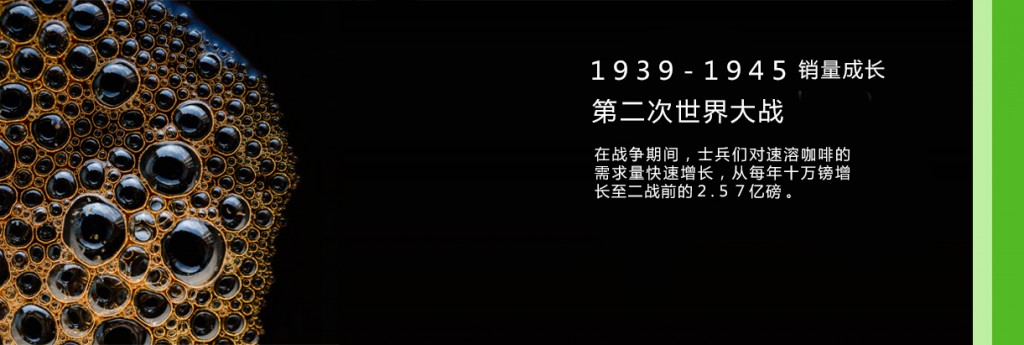 1939-1945 销量成长
第二次世界大战
在战争期间，士兵们对速溶咖啡的
需求量快速增长，从每年十万镑增
长至二战前的2.57亿磅。